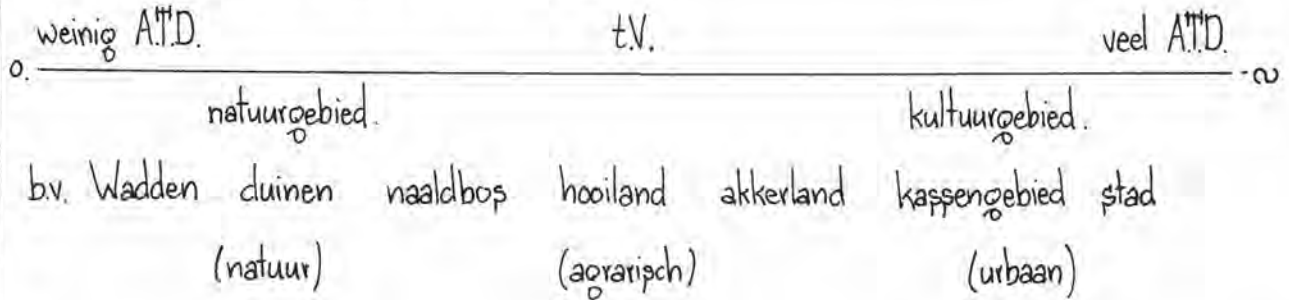 weinig A.T.D. t.V. veel A.T.D.
0. - ∞
natuurgebied. kultuurgebied.
b.v. Wadden duinen naaldbos hooiland akkerland kassengebied stad
(natuur) (agrarisch) (urbaan)